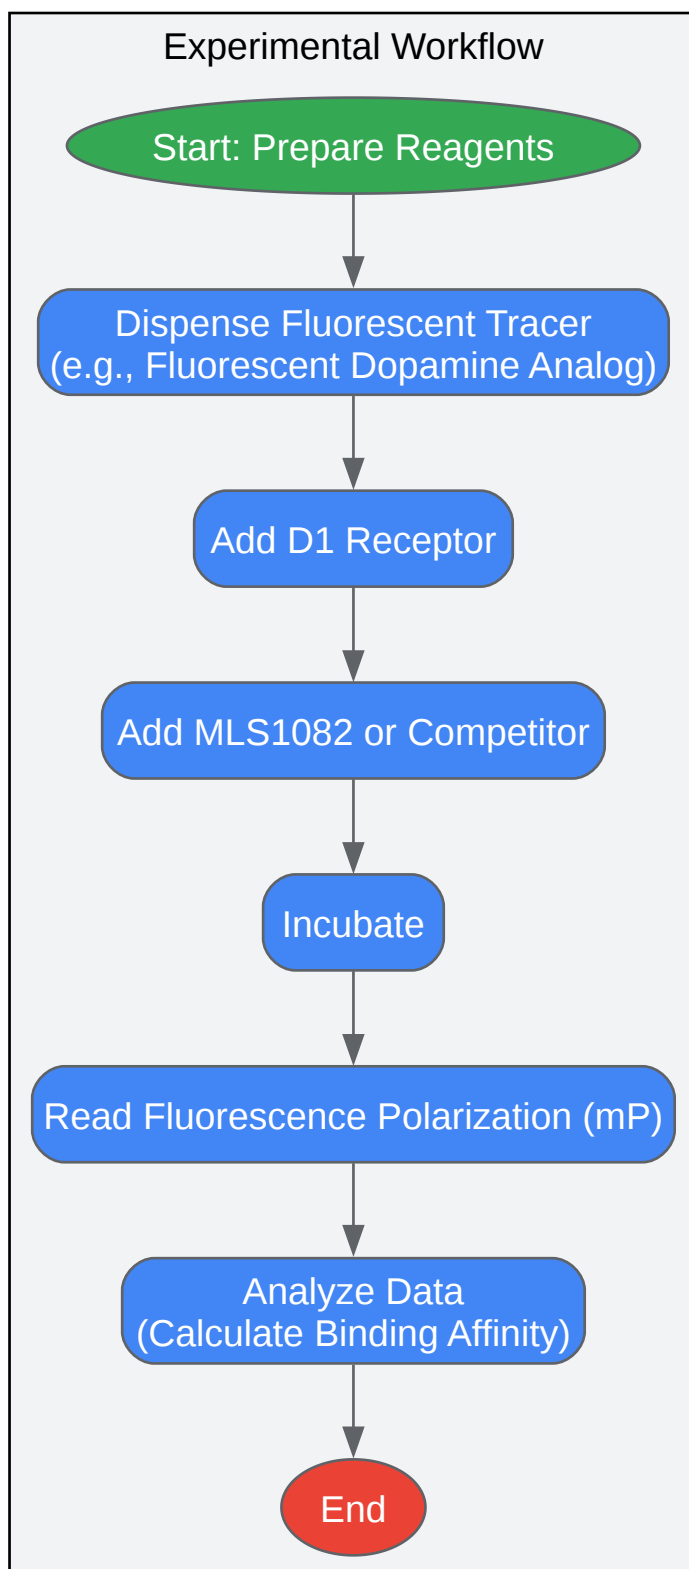 Experimental Workflow
Start: Prepare Reagents
Dispense Fluorescent Tracer
(e.g., Fluorescent Dopamine Analog)
Add D1 Receptor
Add MLS1082 or Competitor
Incubate
Read Fluorescence Polarization (mP)
Analyze Data
(Calculate Binding Affinity)
End